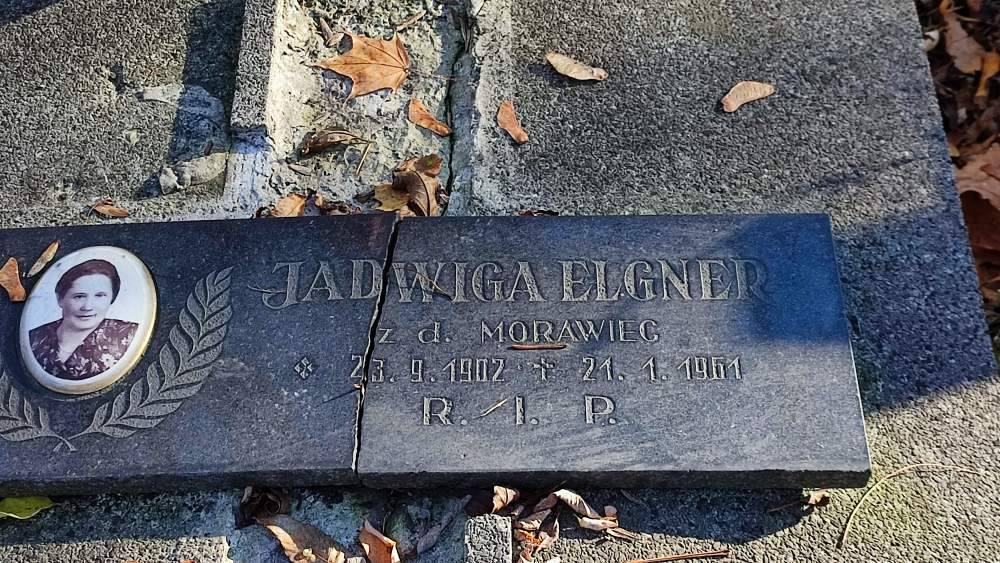 JADWIGA ELGNER
z d. MORAWIEC
23. 9. 1902 + 21. 1. 1961
R. I. P.